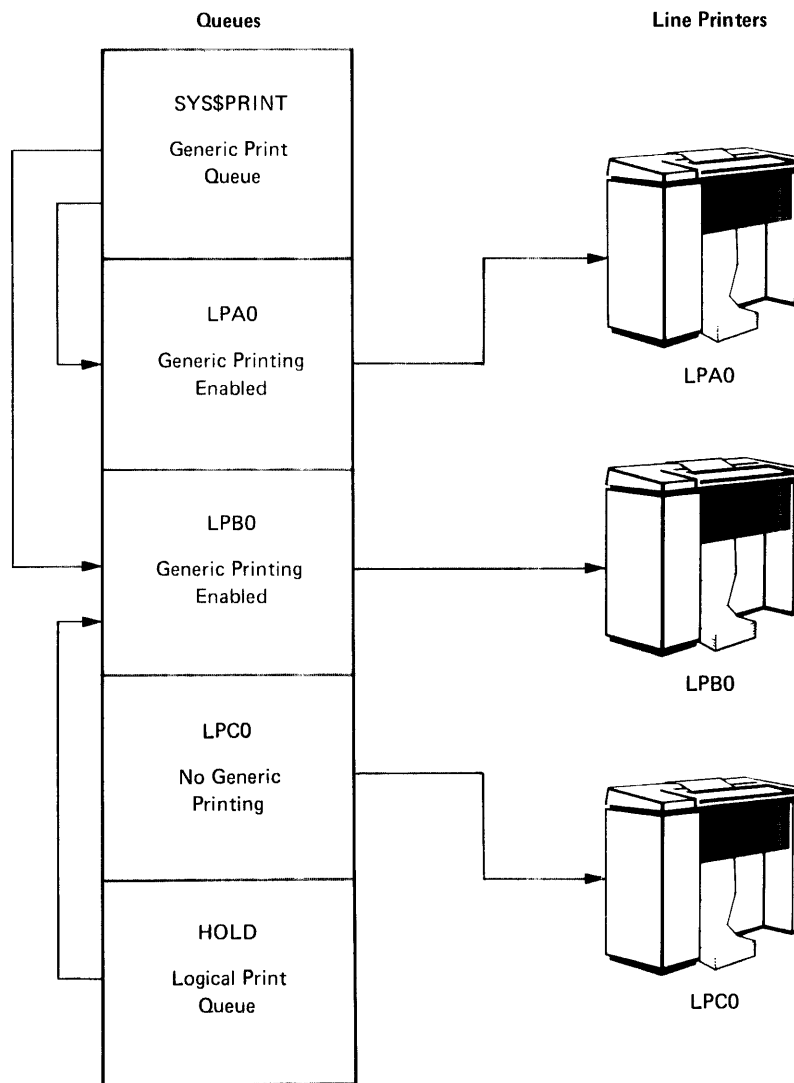 Queues
Line Printers
SYS$PRINT
Generic Print
Queue
LPA0
Generic Printing
Enabled
LPA0
LPB0
Generic Printing
Enabled
LPB0
LPC0
No Generic
Printing
LPC0
HOLD
Logical Print
Queue